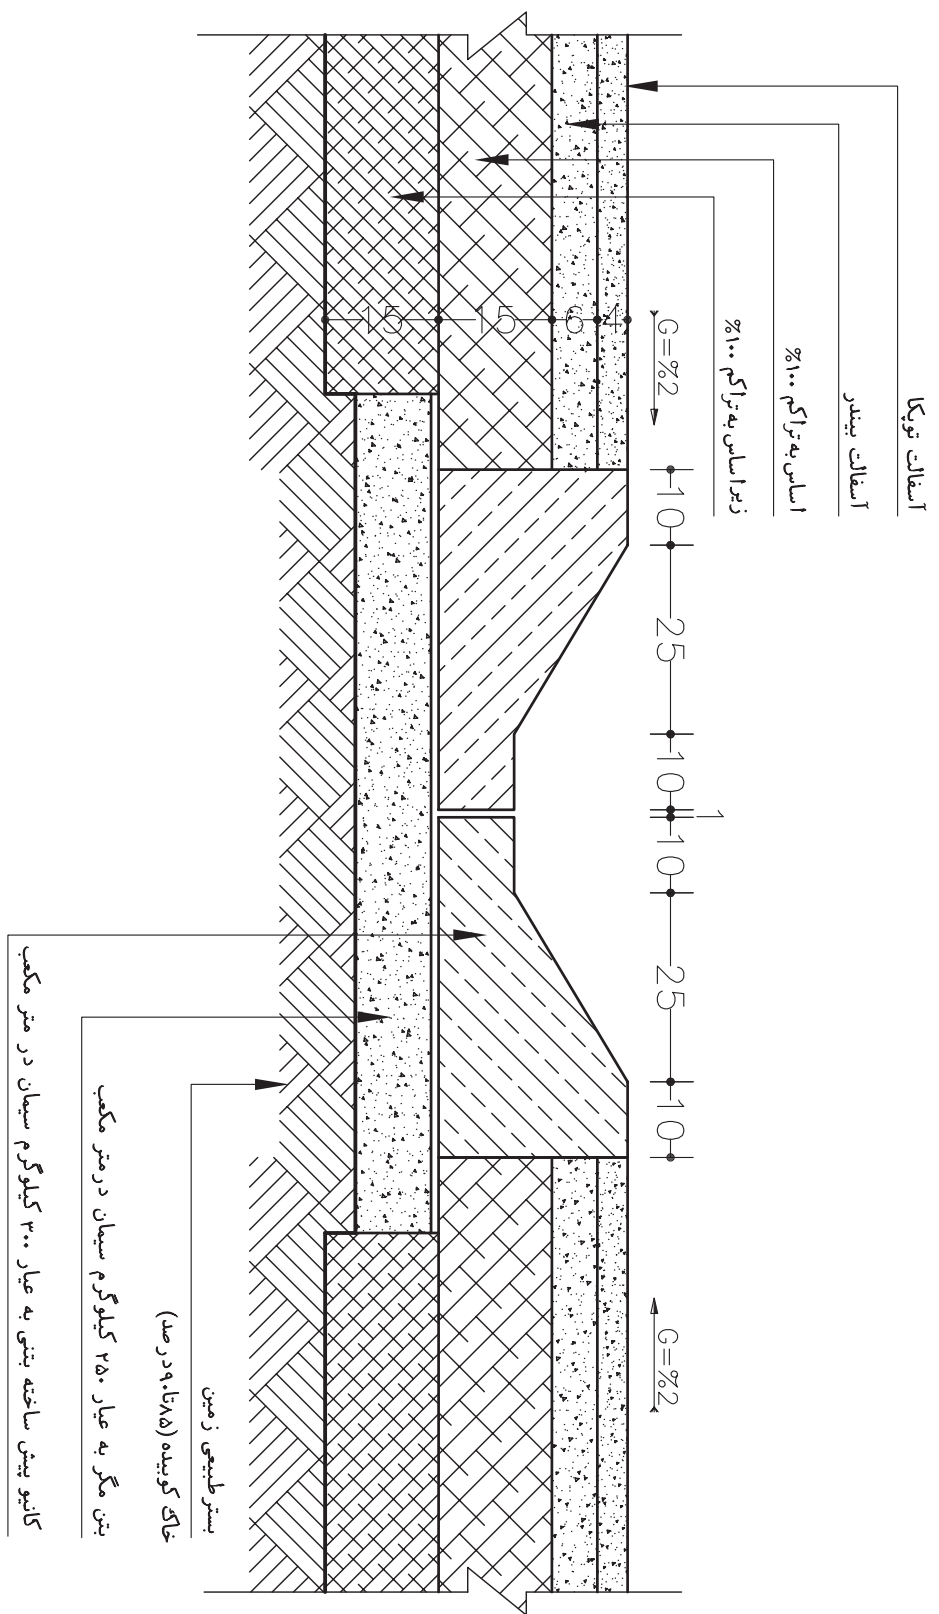 آسفالت توپکا
آسفالت بیندر
اساس به تراکم ۱۰۰%
زیراساس به تراکم ۱۰۰%
G=%2
G=%2
10
25
10
1
10
25
10
4
6
15
15
بستر طبیعی زمین
خاک کوبیده (۸۵تا۹۰درصد)
بتن مگر به عیار ۲۵۰ کیلوگرم سیمان درمتر مکعب
کانیو پیش ساخته بتنی به عیار ۳۰۰ کیلوگرم سیمان در متر مکعب